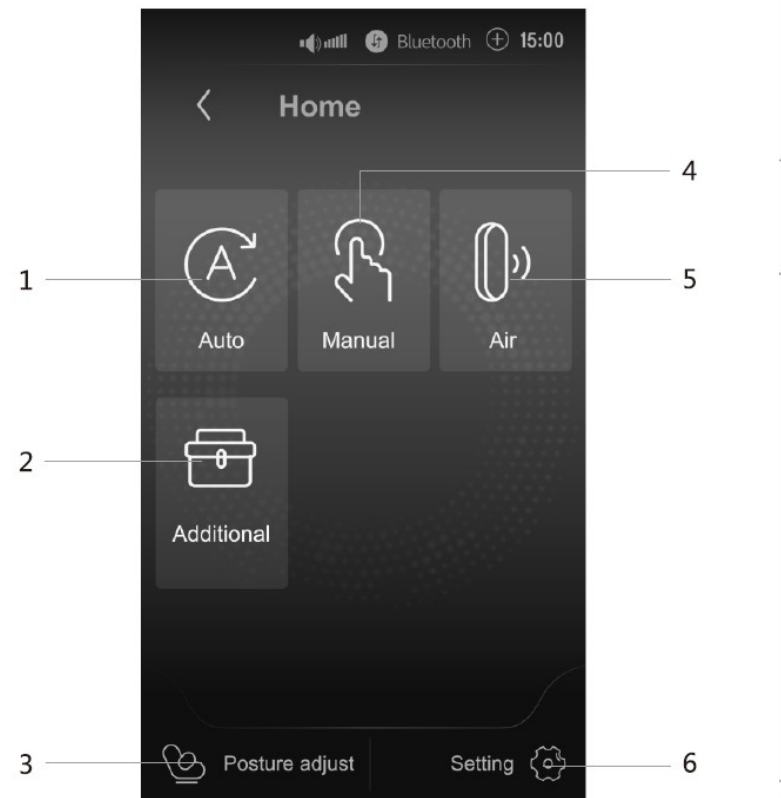 Bluetooth 15:00
Home
4
1
5
Auto Manual Air
2
Additional
3 Posture adjust Setting 6